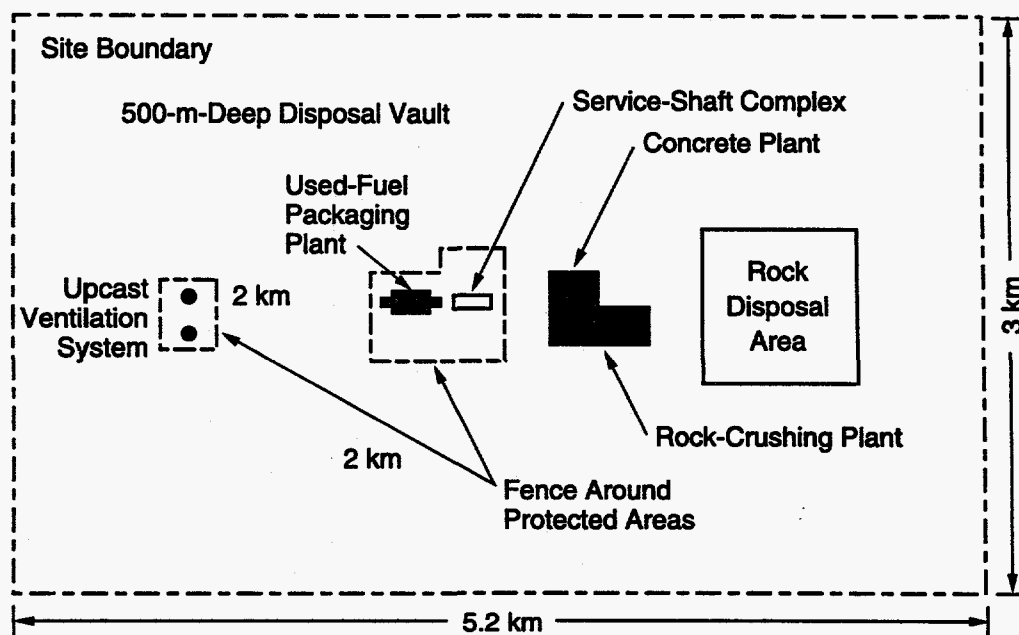 Site Boundary
500-m-Deep Disposal Vault
Service-Shaft Complex
Concrete Plant
Used-Fuel
Packaging
Plant
Upcast
Ventilation
System
2 km
Rock
Disposal
Area
3 km
Rock-Crushing Plant
2 km
Fence Around
Protected Areas
5.2 km